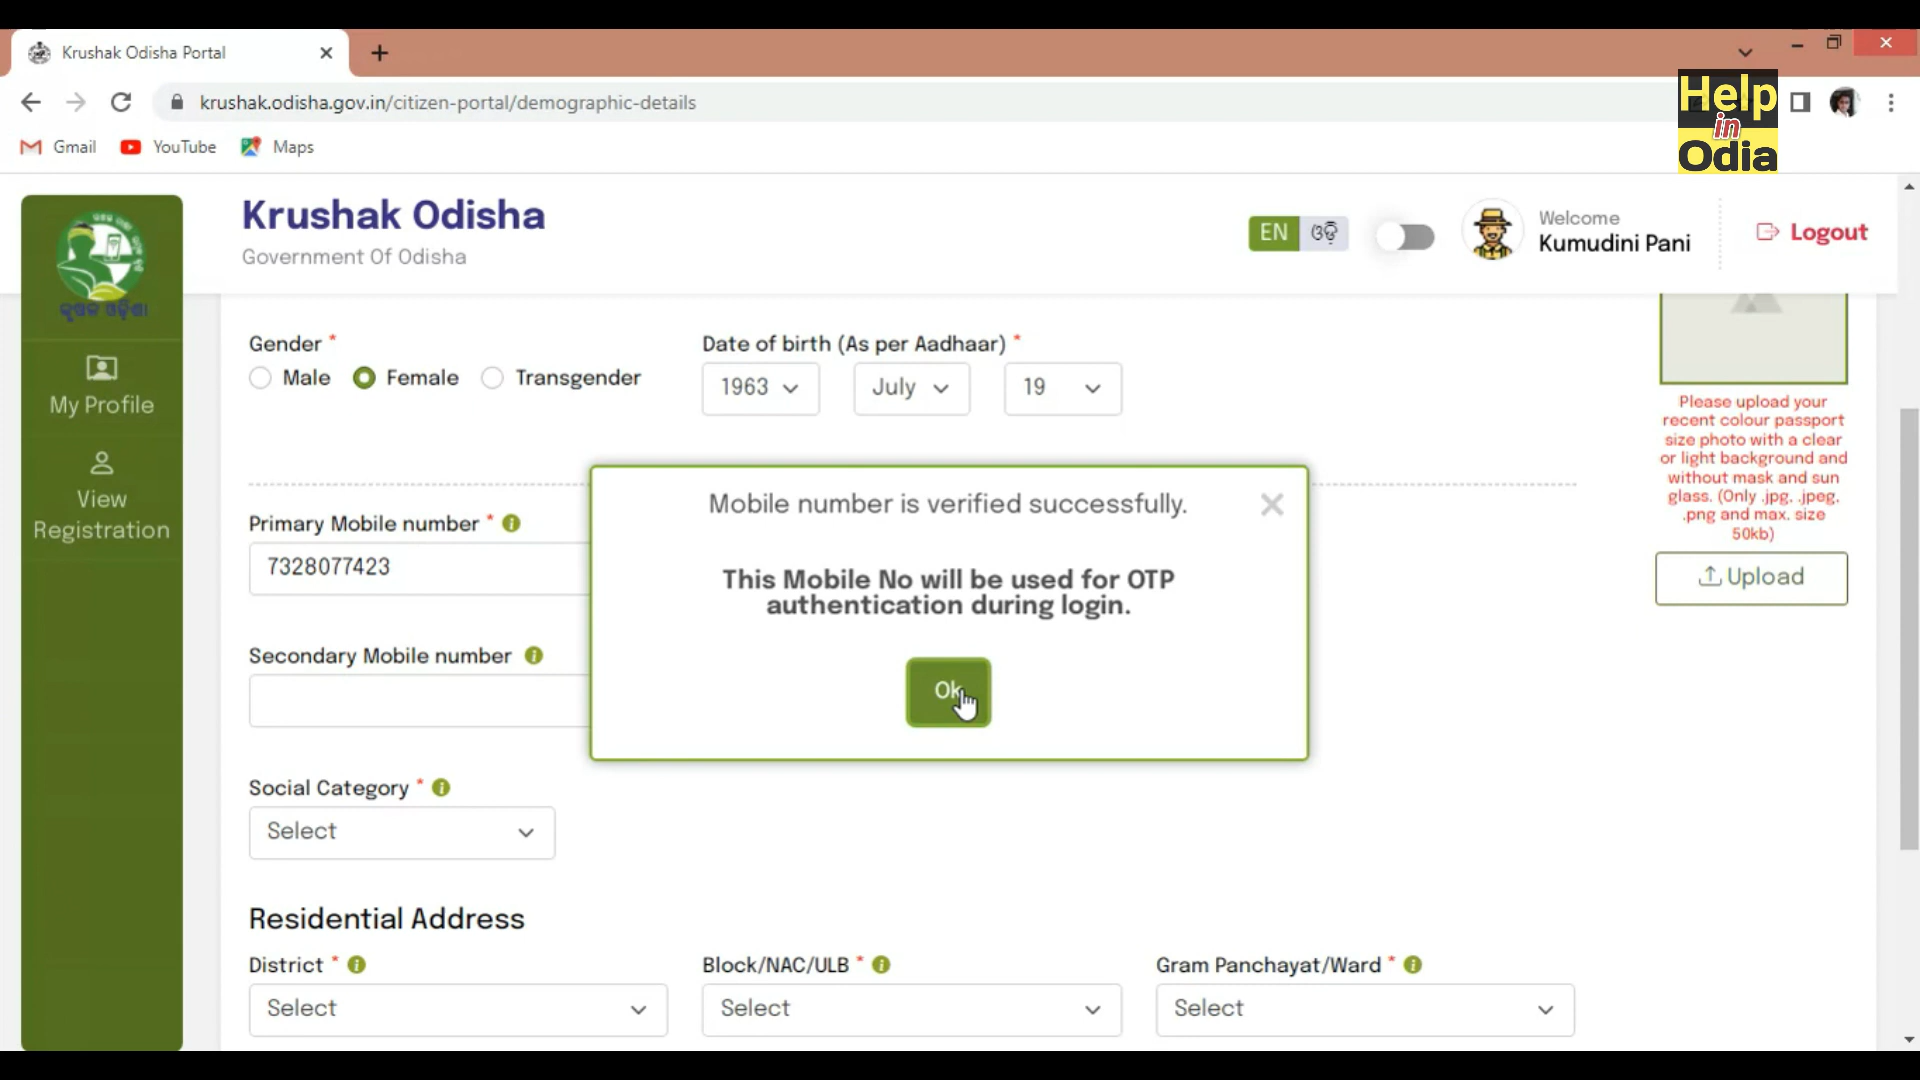 Krushak Odisha Portal
krushak.odisha.gov.in/citizen-portal/demographic-details
Help
in
Odia
Gmail
YouTube
Maps
Krushak Odisha
Government Of Odisha
EN
ଓଡ଼ି
Welcome
Kumudini Pani
Logout
କୃଷକ ଓଡ଼ିଶା
My Profile
View
Registration
Gender *
Male
Female
Transgender
Date of birth (As per Aadhaar) *
1963
July
19
Please upload your
recent colour passport
size photo with a clear
or light background and
without mask and sun
glass. (Only .jpg, .jpeg,
.png and max. size
50kb)
Upload
Mobile number is verified successfully.
This Mobile No will be used for OTP
authentication during login.
Ok
Primary Mobile number *
7328077423
Secondary Mobile number
Social Category *
Select
Residential Address
District *
Select
Block/NAC/ULB *
Select
Gram Panchayat/Ward *
Select